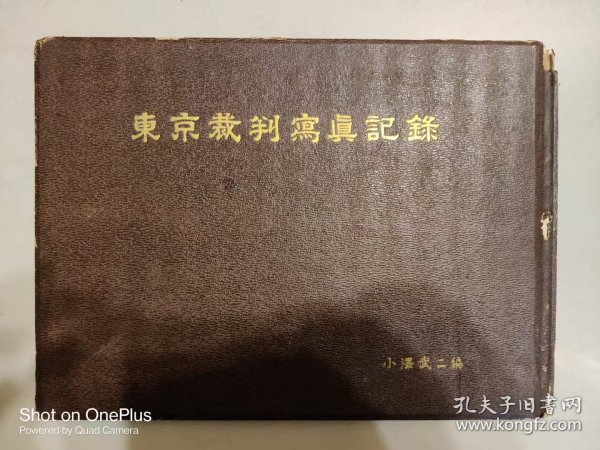 東京裁判寫眞記錄
小澤武二編
Shot on OnePlus
Powered by Quad Camera
孔夫子旧书网
www.kongfz.com